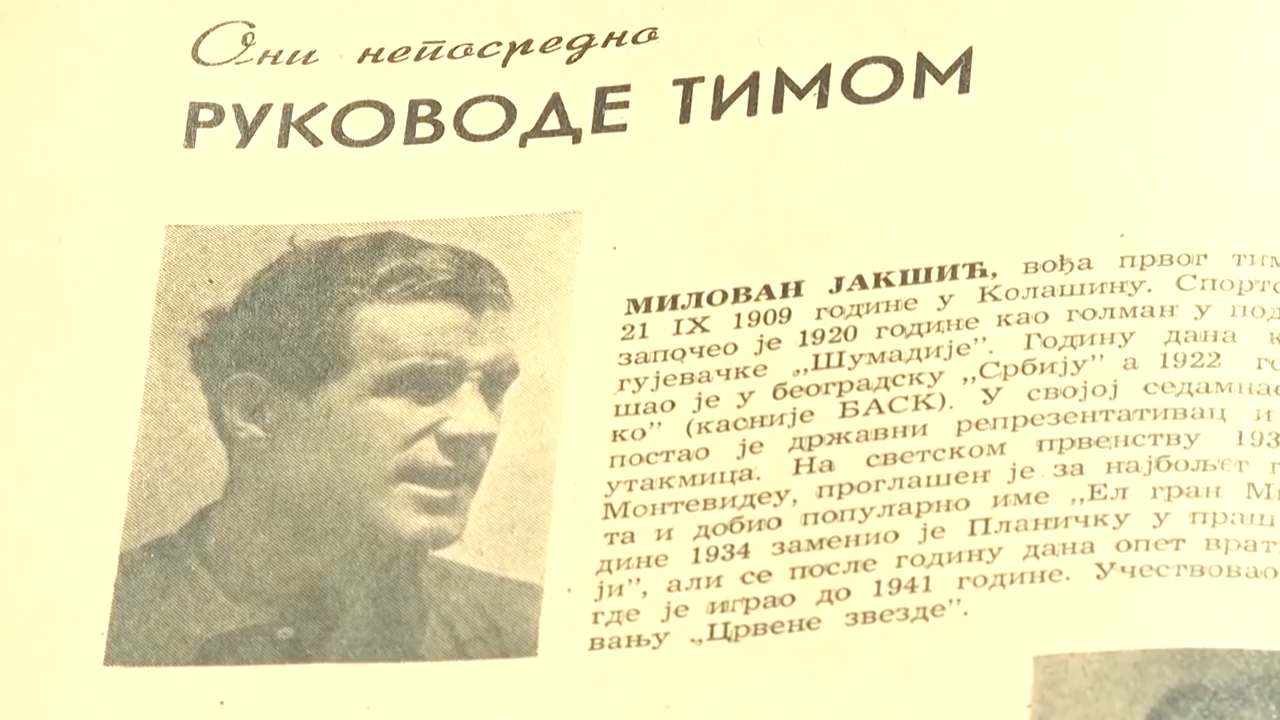 Они непосредно
РУКОВОДЕ ТИМОМ
МИЛОВАН ЈАКШИЋ, вођа првог
21 IX 1909 године у Колашину.
започео је 1920 године као голман у
гујевачке „Шумадије”. Годину дана
шао је у београдску „Србију” а 1922
ко” (касније БАСК). У својој
постао је државни репрезентативац и
утакмица. На светском првенству
Монтевидеу, проглашен је за најбољег
та и добио популарно име „Ел гран
дине 1934 заменио је Планичку у
ји”, али се после годину дана опет
где је играо до 1941 године. Учествовао
вању „Црвене звезде”.